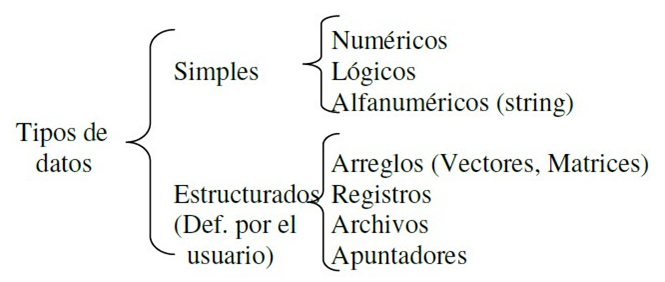 Tipos de
datos
Simples
Numéricos
Lógicos
Alfanuméricos (string)
Estructurados
(Def. por el
usuario)
Arreglos (Vectores, Matrices)
Registros
Archivos
Apuntadores